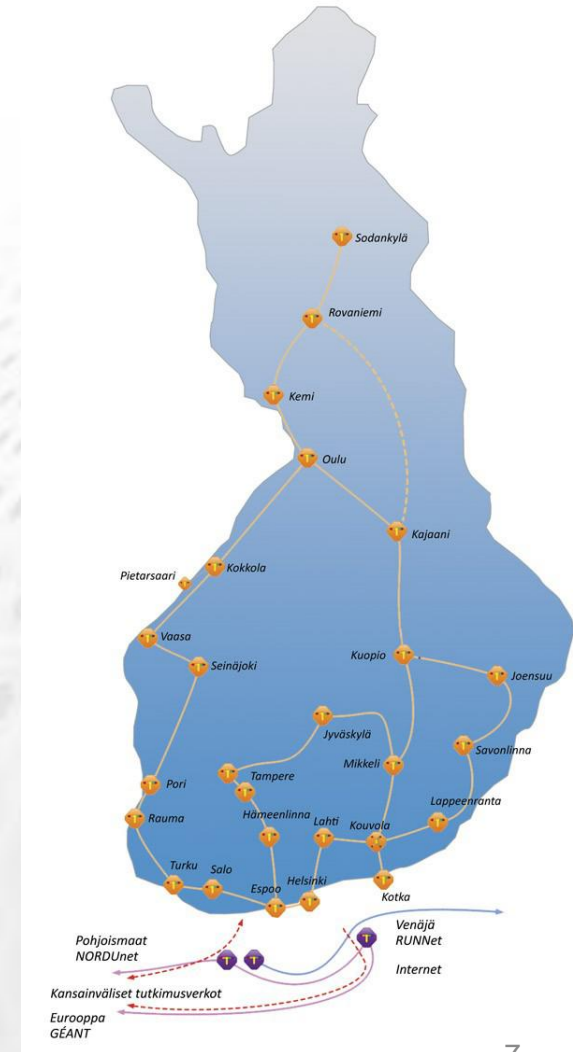 Sodankylä
Rovaniemi
Kemi
Oulu
Kajaani
Kokkola
Pietarsaari
Vaasa
Seinäjoki
Kuopio
Joensuu
Jyväskylä
Savonlinna
Mikkeli
Tampere
Pori
Lappeenranta
Hämeenlinna
Lahti
Kouvola
Rauma
Turku
Salo
Helsinki
Espoo
Kotka
Venäjä
RUNNet
Pohjoismaat
NORDUnet
Internet
Kansainväliset tutkimusverkot
Eurooppa
GÉANT
7